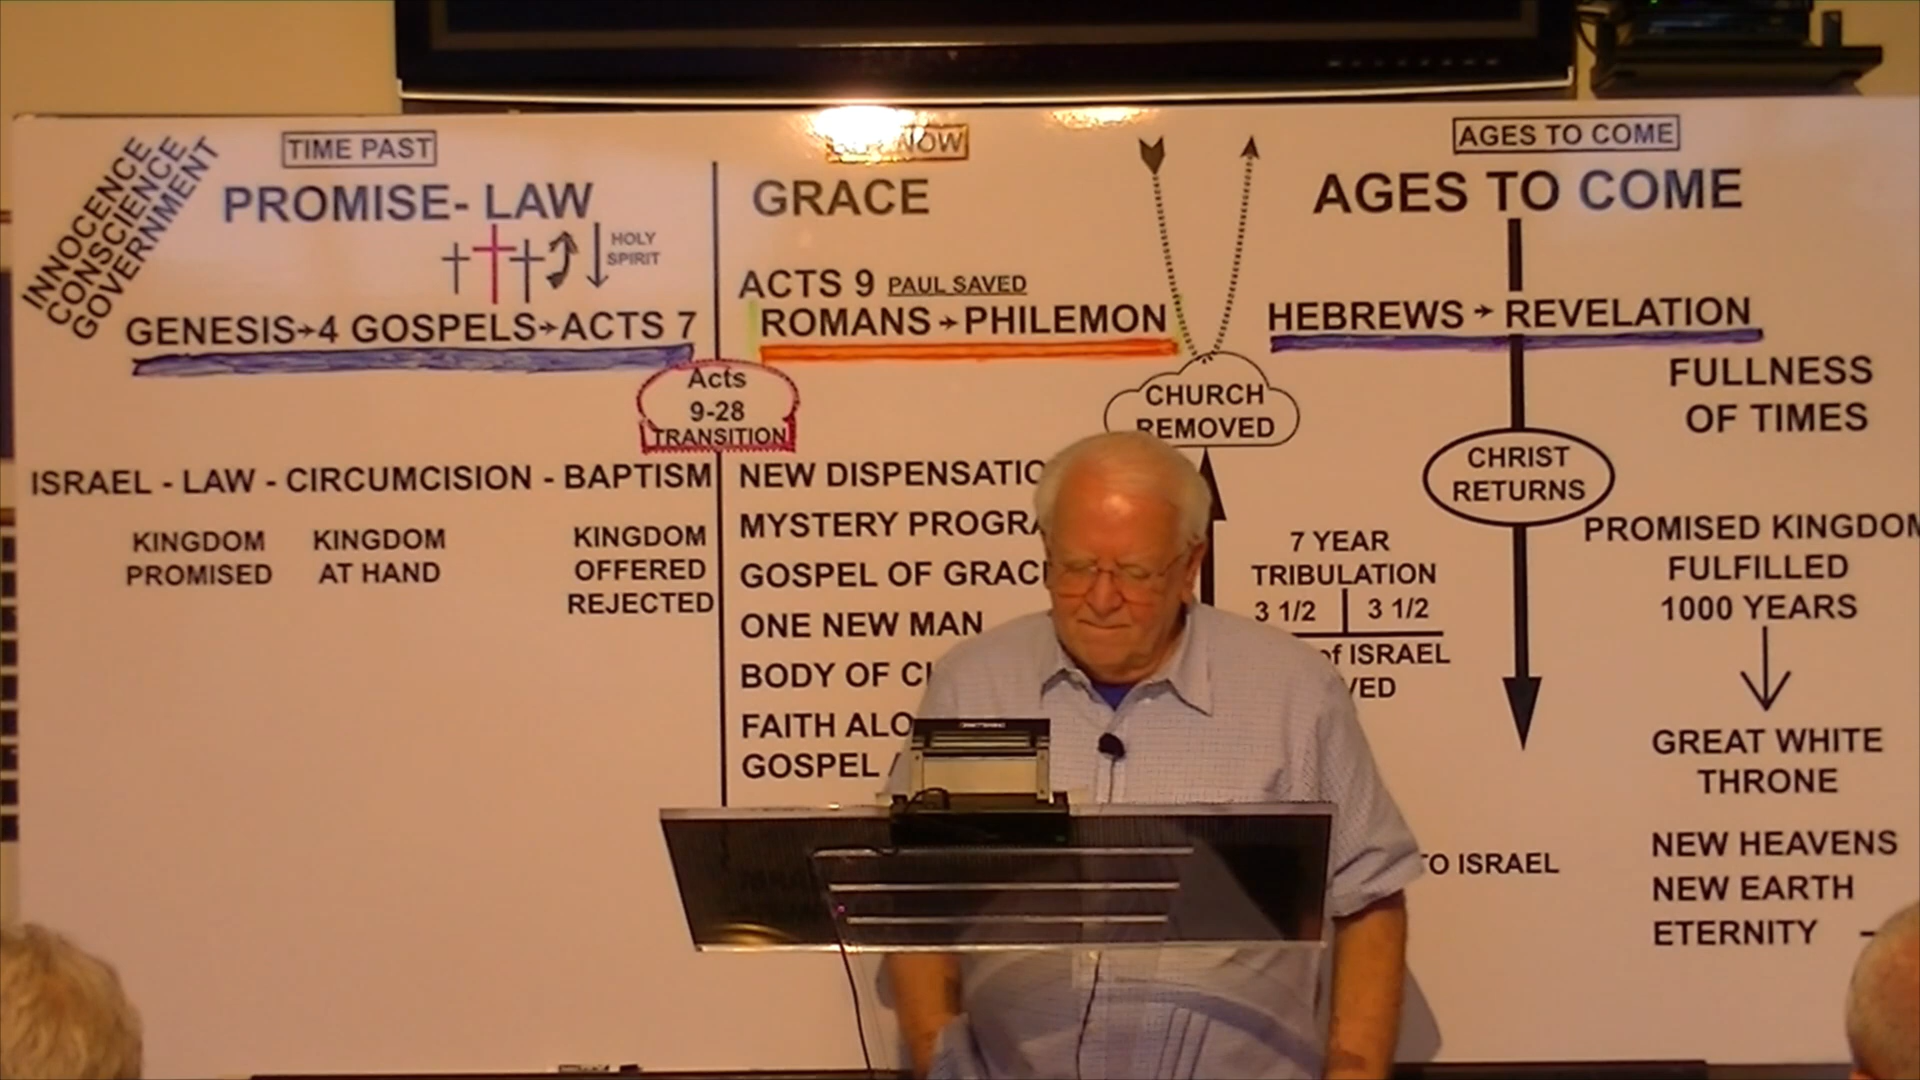 INNOCENCE
CONSCIENCE
GOVERNMENT
TIME PAST
PROMISE- LAW
HOLY
SPIRIT
GENESIS→4 GOSPELS→ACTS 7
NOW
GRACE
ACTS 9 PAUL SAVED
ROMANS→PHILEMON
Acts
9-28
TRANSITION
ISRAEL - LAW - CIRCUMCISION - BAPTISM
KINGDOM
PROMISED
KINGDOM
AT HAND
KINGDOM
OFFERED
REJECTED
NEW DISPENSATIO
MYSTERY PROGRA
GOSPEL OF GRAC
ONE NEW MAN
BODY OF C
FAITH ALO
GOSPEL
CHURCH
REMOVED
AGES TO COME
AGES TO COME
HEBREWS→REVELATION
FULLNESS
OF TIMES
CHRIST
RETURNS
7 YEAR
TRIBULATION
3 1/2 3 1/2
of ISRAEL
VED
TO ISRAEL
PROMISED KINGDOM
FULFILLED
1000 YEARS
GREAT WHITE
THRONE
NEW HEAVENS
NEW EARTH
ETERNITY -